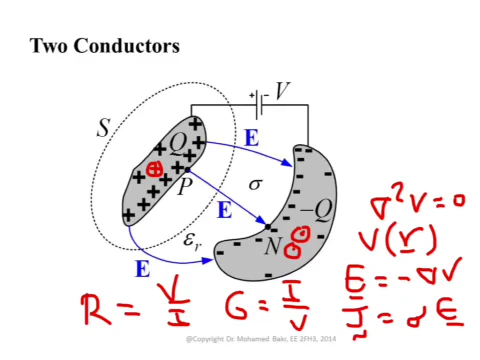 Two Conductors
+ - V
S
Q
E
P
σ
E
-Q
N
ε_r
E
∇²V=0
V(r)
E = -∇V
J = σE
R = V/I
G = I/V
@Copyright Dr. Mohamed Bakr, EE 2FH3, 2014